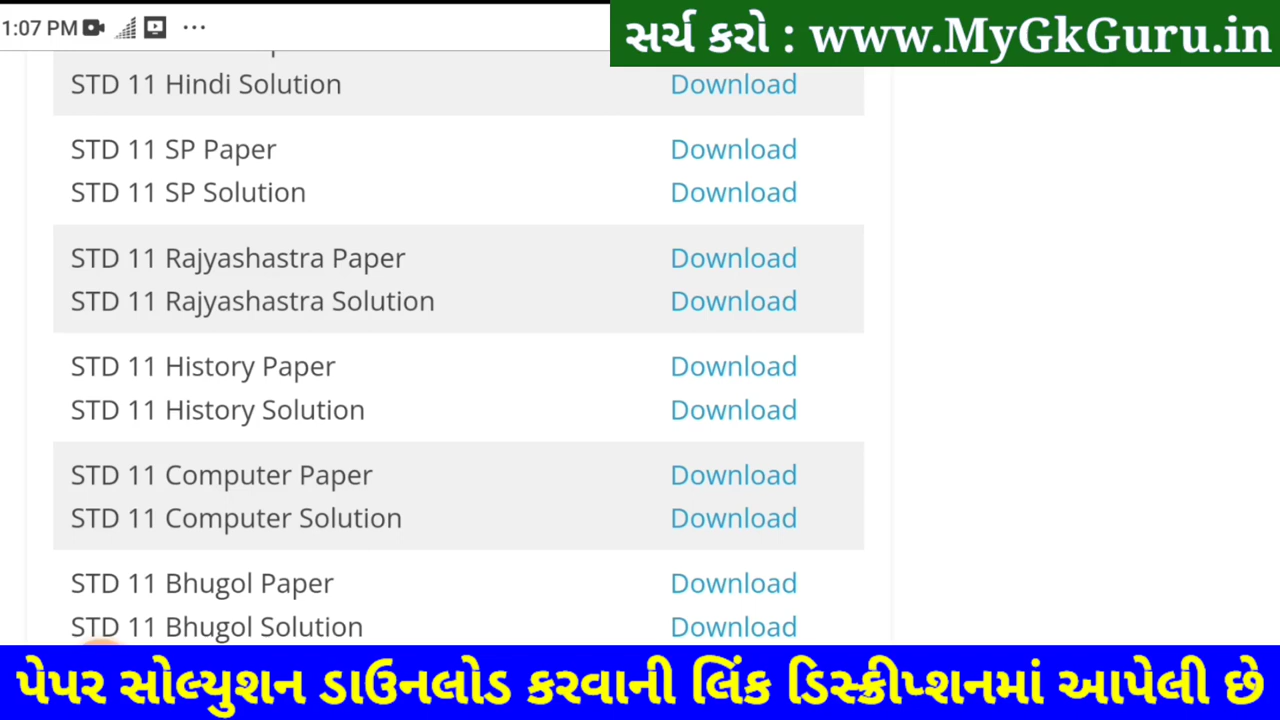 1:07 PM
સર્ચ કરો : www.MyGkGuru.in
STD 11 Hindi Solution Download
STD 11 SP Paper Download
STD 11 SP Solution Download
STD 11 Rajyashastra Paper Download
STD 11 Rajyashastra Solution Download
STD 11 History Paper Download
STD 11 History Solution Download
STD 11 Computer Paper Download
STD 11 Computer Solution Download
STD 11 Bhugol Paper Download
STD 11 Bhugol Solution Download
પેપર સોલ્યુશન ડાઉનલોડ કરવાની લિંક ડિસ્ક્રીપ્શનમાં આપેલી છે